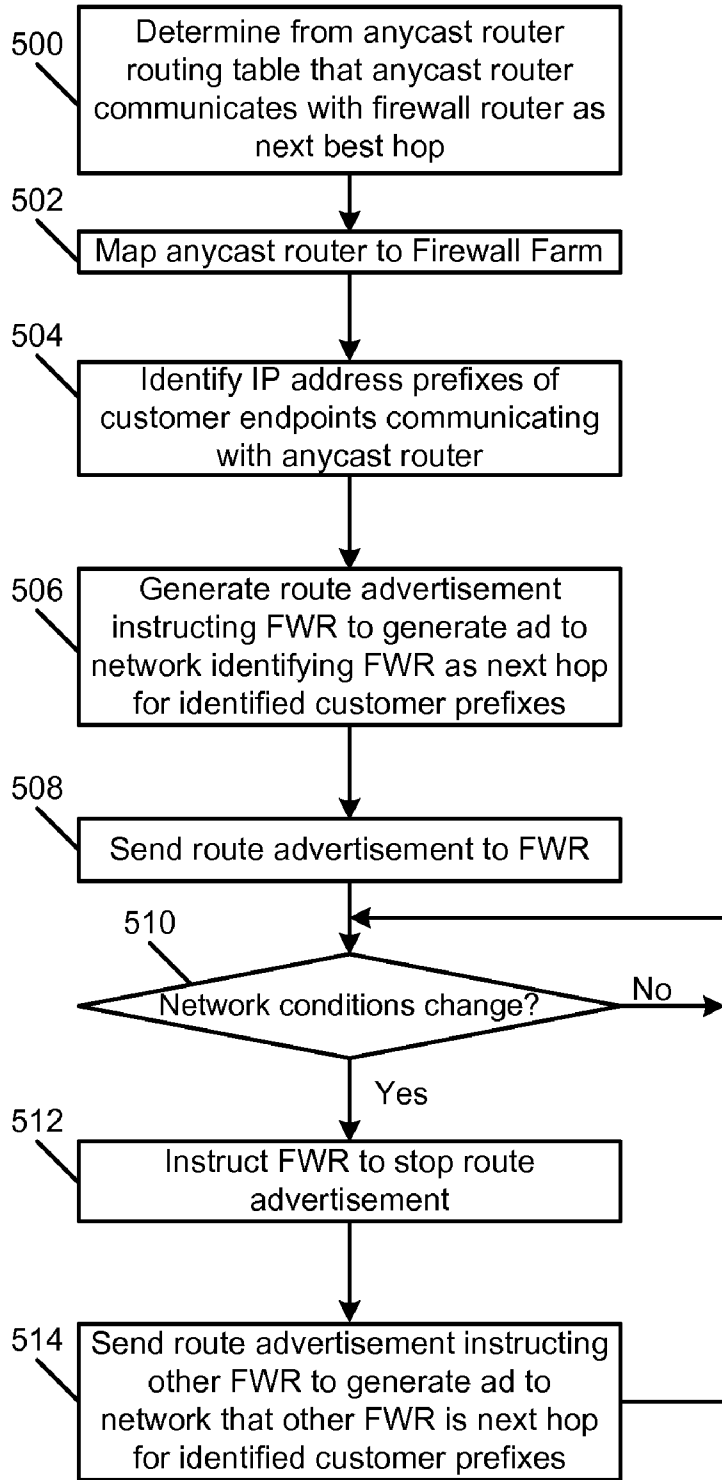 500
Determine from anycast router
routing table that anycast router
communicates with firewall router as
next best hop
502
Map anycast router to Firewall Farm
504
Identify IP address prefixes of
customer endpoints communicating
with anycast router
506
Generate route advertisement
instructing FWR to generate ad to
network identifying FWR as next hop
for identified customer prefixes
508
Send route advertisement to FWR
510
Network conditions change?
No
Yes
512
Instruct FWR to stop route
advertisement
514
Send route advertisement instructing
other FWR to generate ad to
network that other FWR is next hop
for identified customer prefixes